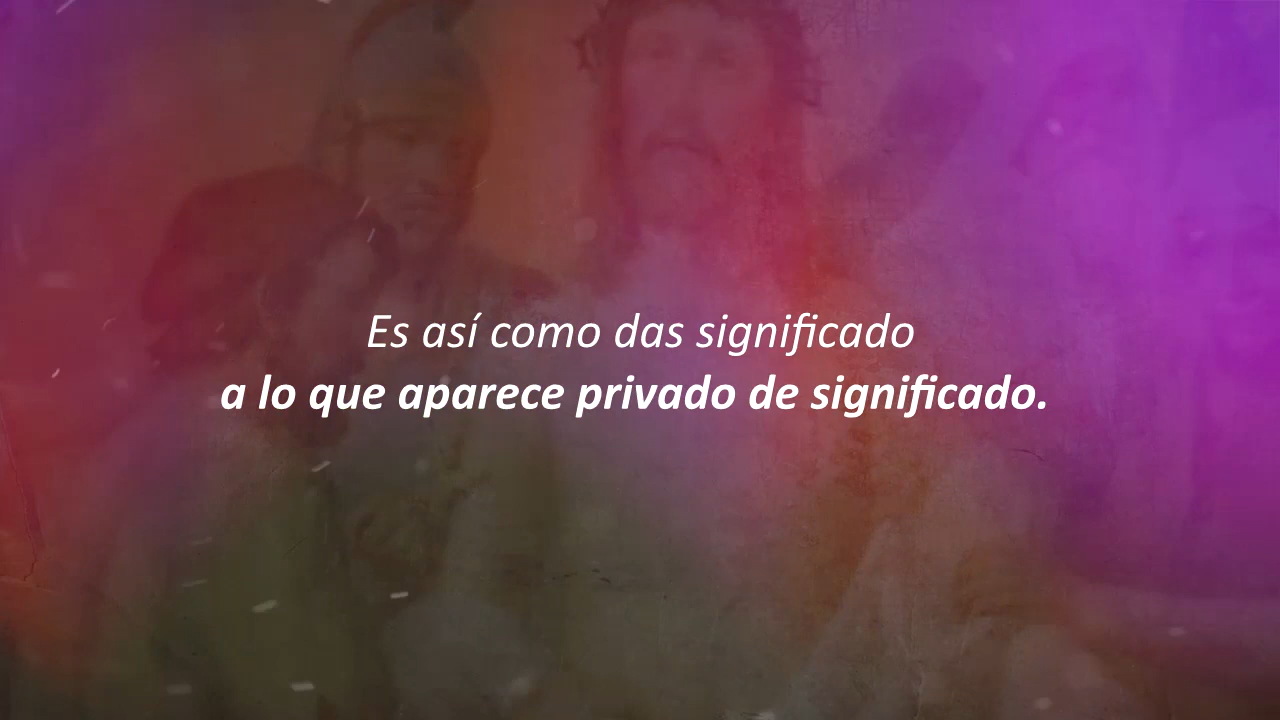 Es así como das significado
a lo que aparece privado de significado.